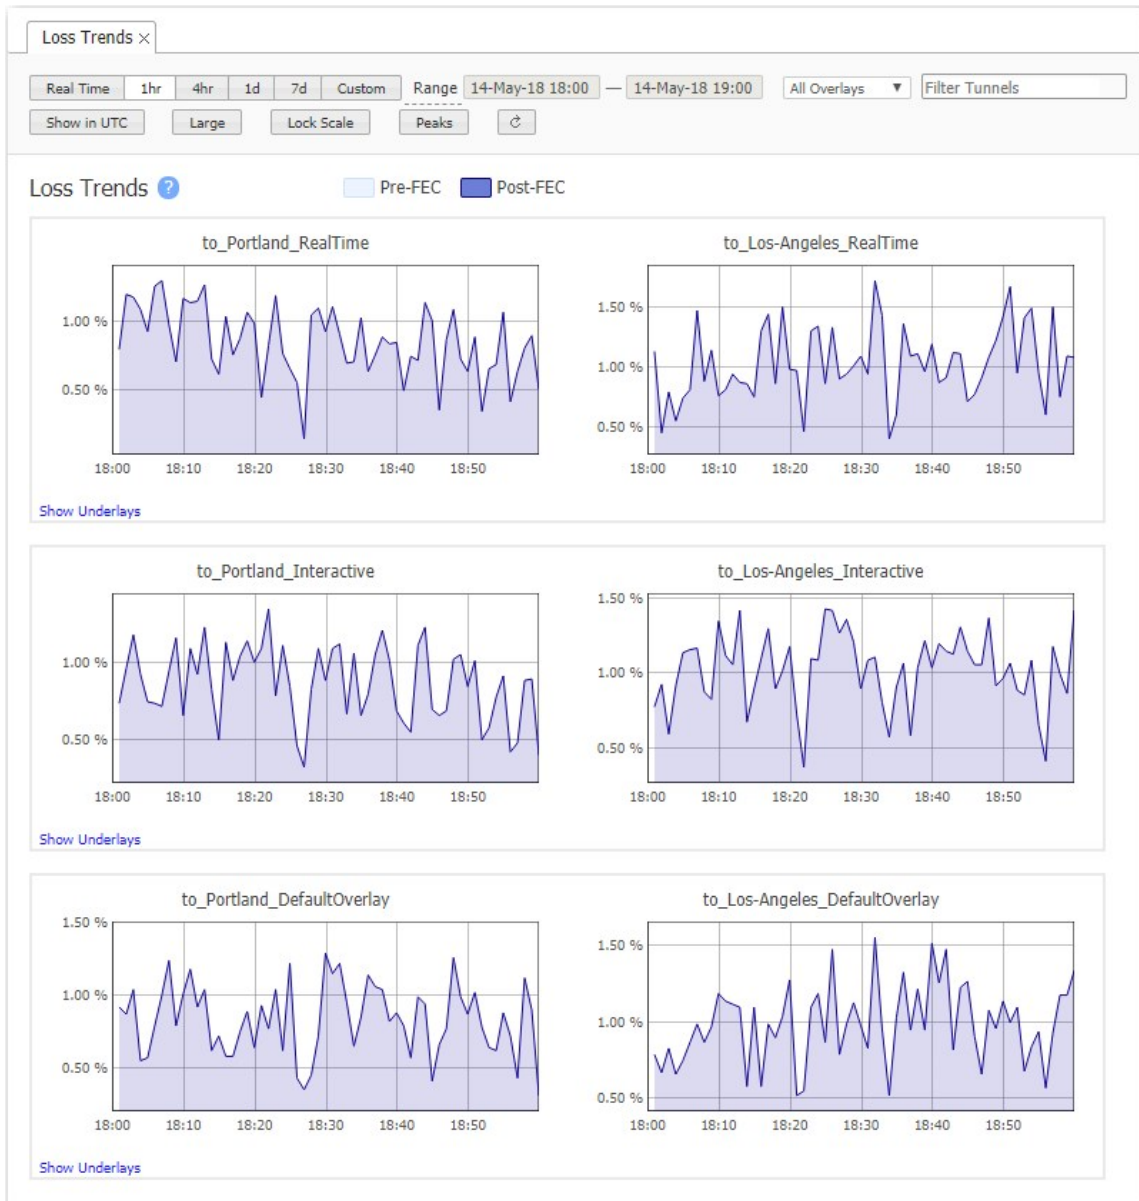 Loss Trends ×
Real Time 1hr 4hr 1d 7d Custom Range 14-May-18 18:00 — 14-May-18 19:00 All Overlays ▼ Filter Tunnels
Show in UTC Large Lock Scale Peaks ↻
Loss Trends ? Pre-FEC Post-FEC
to_Portland_RealTime
1.00 %
0.50 %
18:00 18:10 18:20 18:30 18:40 18:50
to_Los-Angeles_RealTime
1.50 %
1.00 %
0.50 %
18:00 18:10 18:20 18:30 18:40 18:50
Show Underlays
to_Portland_Interactive
1.00 %
0.50 %
18:00 18:10 18:20 18:30 18:40 18:50
to_Los-Angeles_Interactive
1.50 %
1.00 %
0.50 %
18:00 18:10 18:20 18:30 18:40 18:50
Show Underlays
to_Portland_DefaultOverlay
1.50 %
1.00 %
0.50 %
18:00 18:10 18:20 18:30 18:40 18:50
to_Los-Angeles_DefaultOverlay
1.50 %
1.00 %
0.50 %
18:00 18:10 18:20 18:30 18:40 18:50
Show Underlays